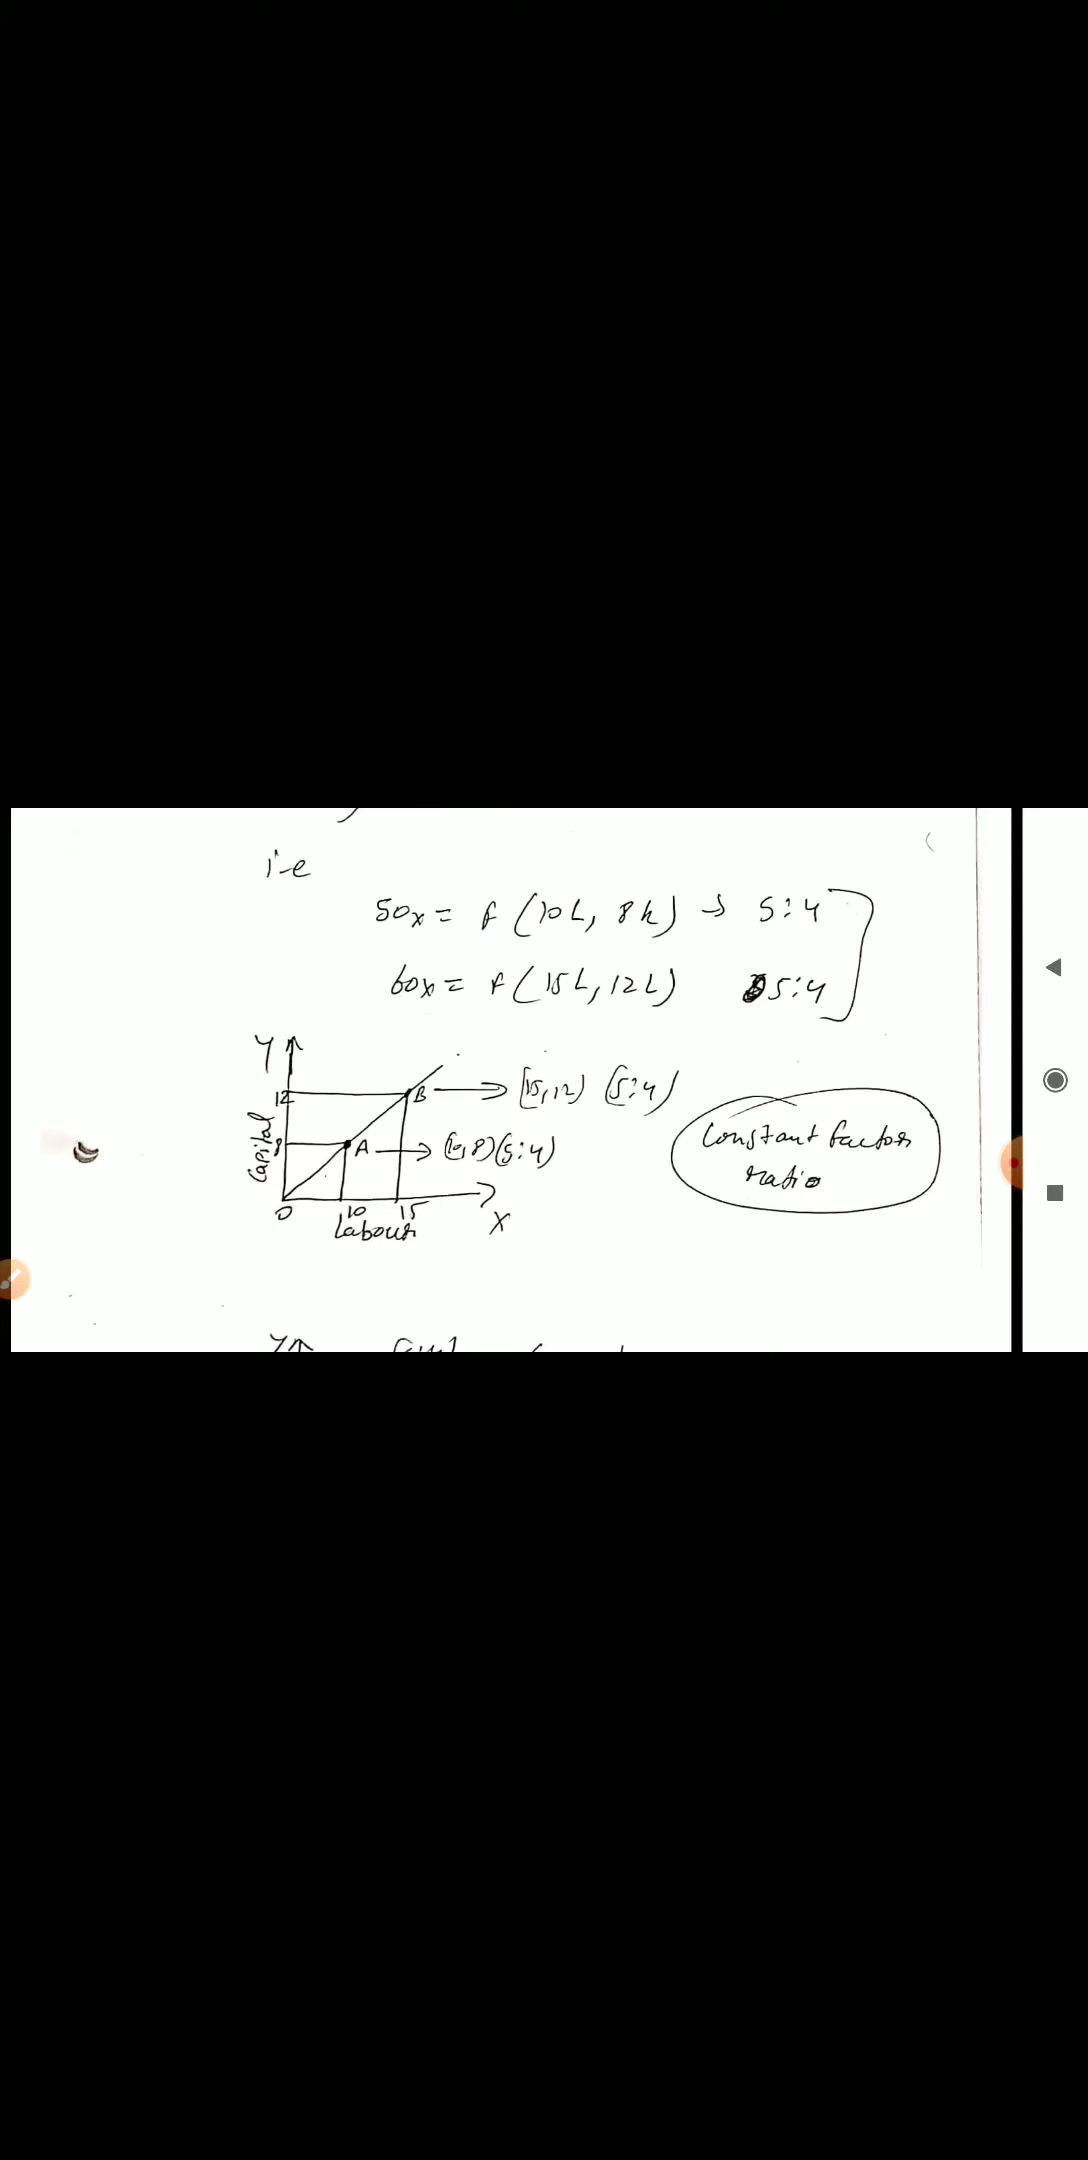 i-e
50x = f (10L, 8k) → 5:4
60x = f (15L, 12L) 5:4
Y
12 B → (15,12) (5:4)
8 A → (10,8) (5:4)
Capital
0 10 15 X
Labour
Constant factor
ratio